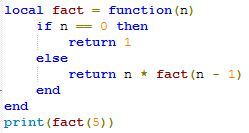 local fact = function(n)
    if n == 0 then
        return 1
    else
        return n * fact(n - 1)
    end
end
print(fact(5))